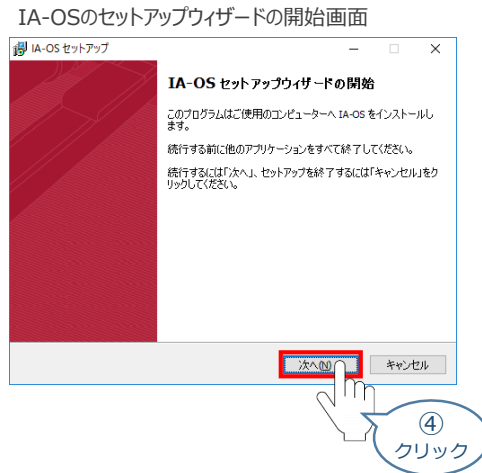 IA-OSのセットアップウィザードの開始画面
IA-OS セットアップ
IA-OS セットアップウィザードの開始
このプログラムはご使用のコンピューターへ IA-OS をインストールし
ます。
続行する前に他のアプリケーションをすべて終了してください。
続行するには「次へ」、セットアップを終了するには「キャンセル」をク
リックしてください。
次へ(N)
キャンセル
④
クリック